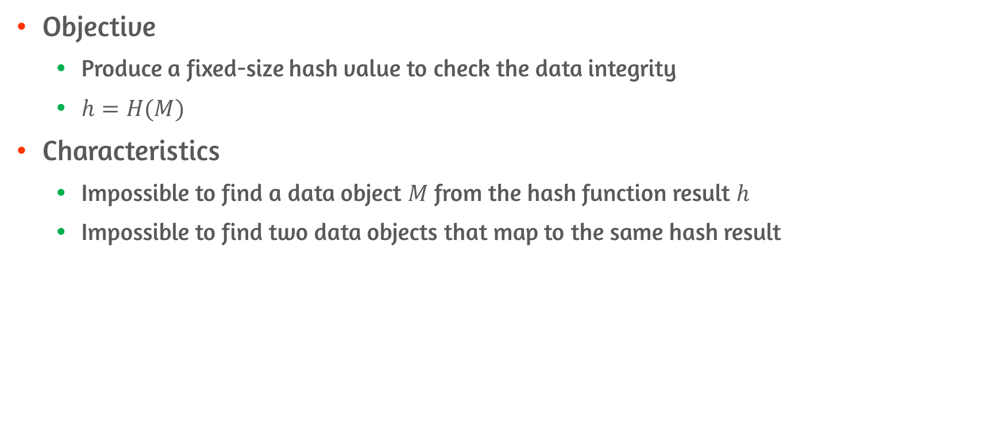 • Objective
• Produce a fixed-size hash value to check the data integrity
• h = H(M)
• Characteristics
• Impossible to find a data object M from the hash function result h
• Impossible to find two data objects that map to the same hash result